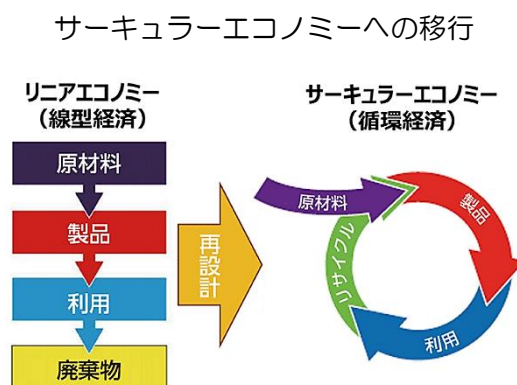 サーキュラーエコノミーへの移行
リニアエコノミー
（線型経済）
原材料
製品
利用
廃棄物
再設計
サーキュラーエコノミー
（循環経済）
原材料
製品
利用
リサイクル